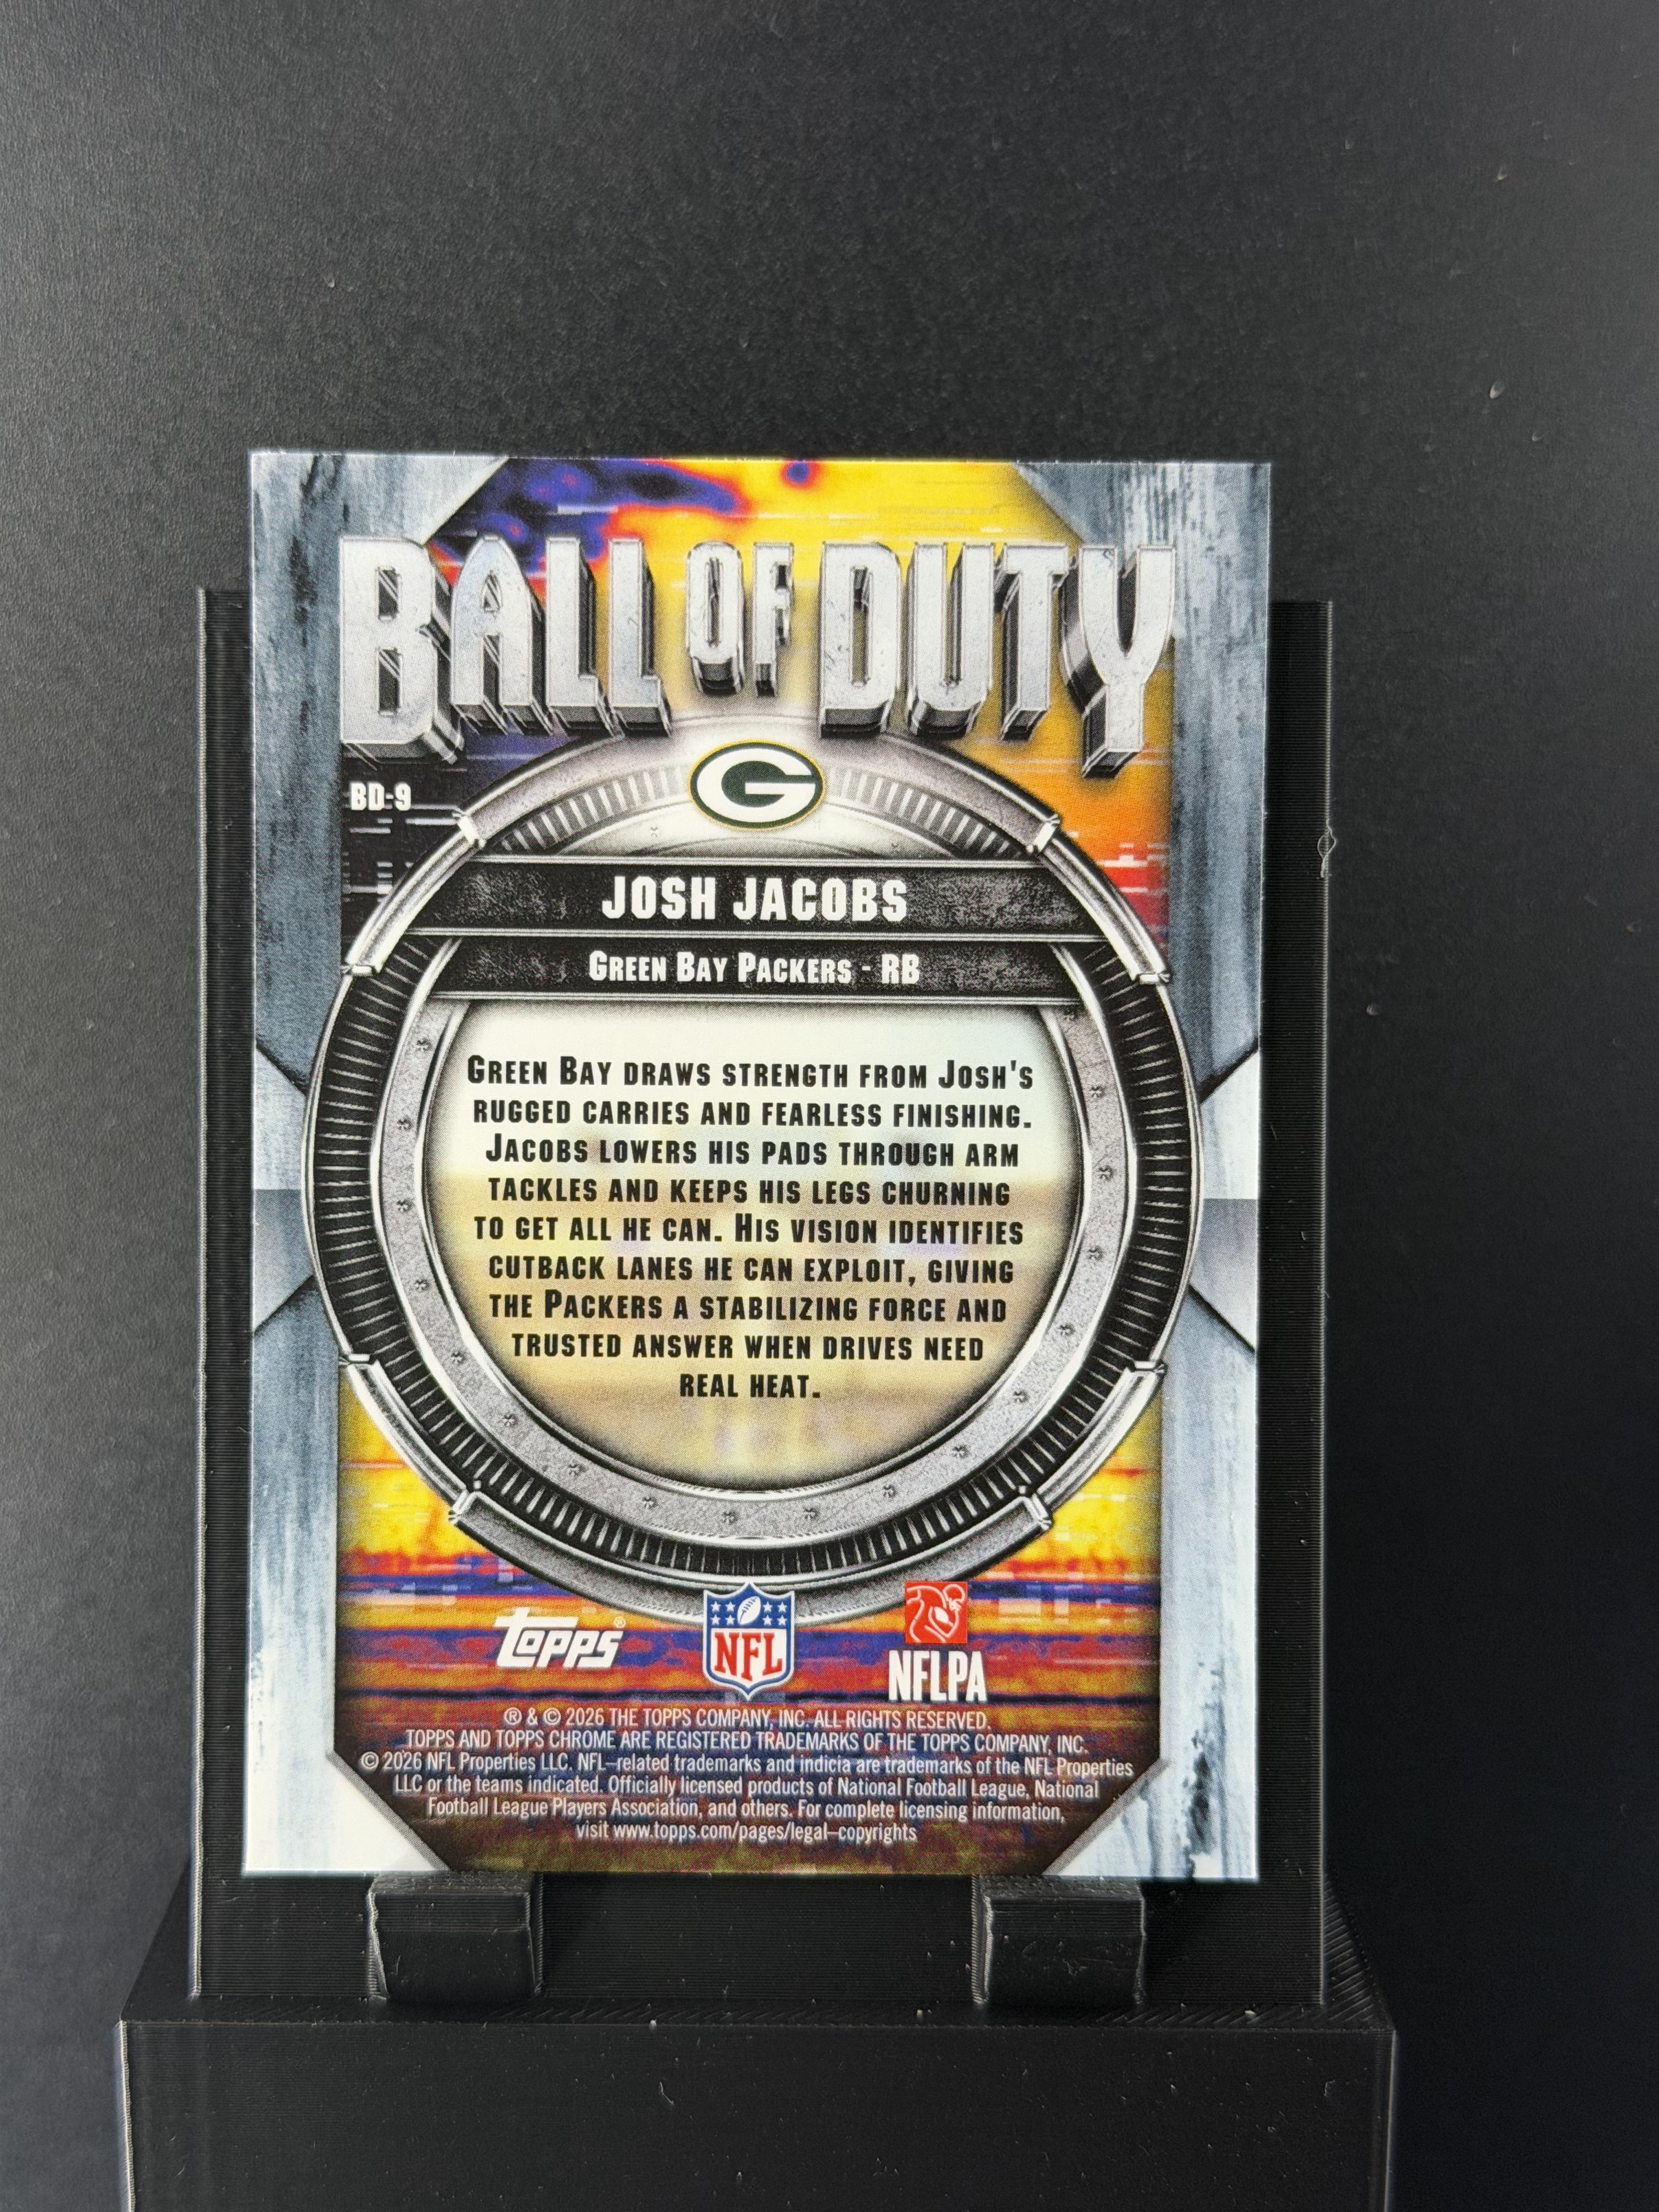 BALL OF DUTY
BD-9
G
JOSH JACOBS
GREEN BAY PACKERS - RB
GREEN BAY DRAWS STRENGTH FROM JOSH'S
RUGGED CARRIES AND FEARLESS FINISHING.
JACOBS LOWERS HIS PADS THROUGH ARM
TACKLES AND KEEPS HIS LEGS CHURNING
TO GET ALL HE CAN. HIS VISION IDENTIFIES
CUTBACK LANES HE CAN EXPLOIT, GIVING
THE PACKERS A STABILIZING FORCE AND
TRUSTED ANSWER WHEN DRIVES NEED
REAL HEAT.
topps®
NFL
NFLPA
® & © 2026 THE TOPPS COMPANY, INC. ALL RIGHTS RESERVED.
TOPPS AND TOPPS CHROME ARE REGISTERED TRADEMARKS OF THE TOPPS COMPANY, INC.
© 2026 NFL Properties LLC. NFL-related trademarks and indicia are trademarks of the NFL Properties
LLC or the teams indicated. Officially licensed products of National Football League, National
Football League Players Association, and others. For complete licensing information,
visit www.topps.com/pages/legal-copyrights